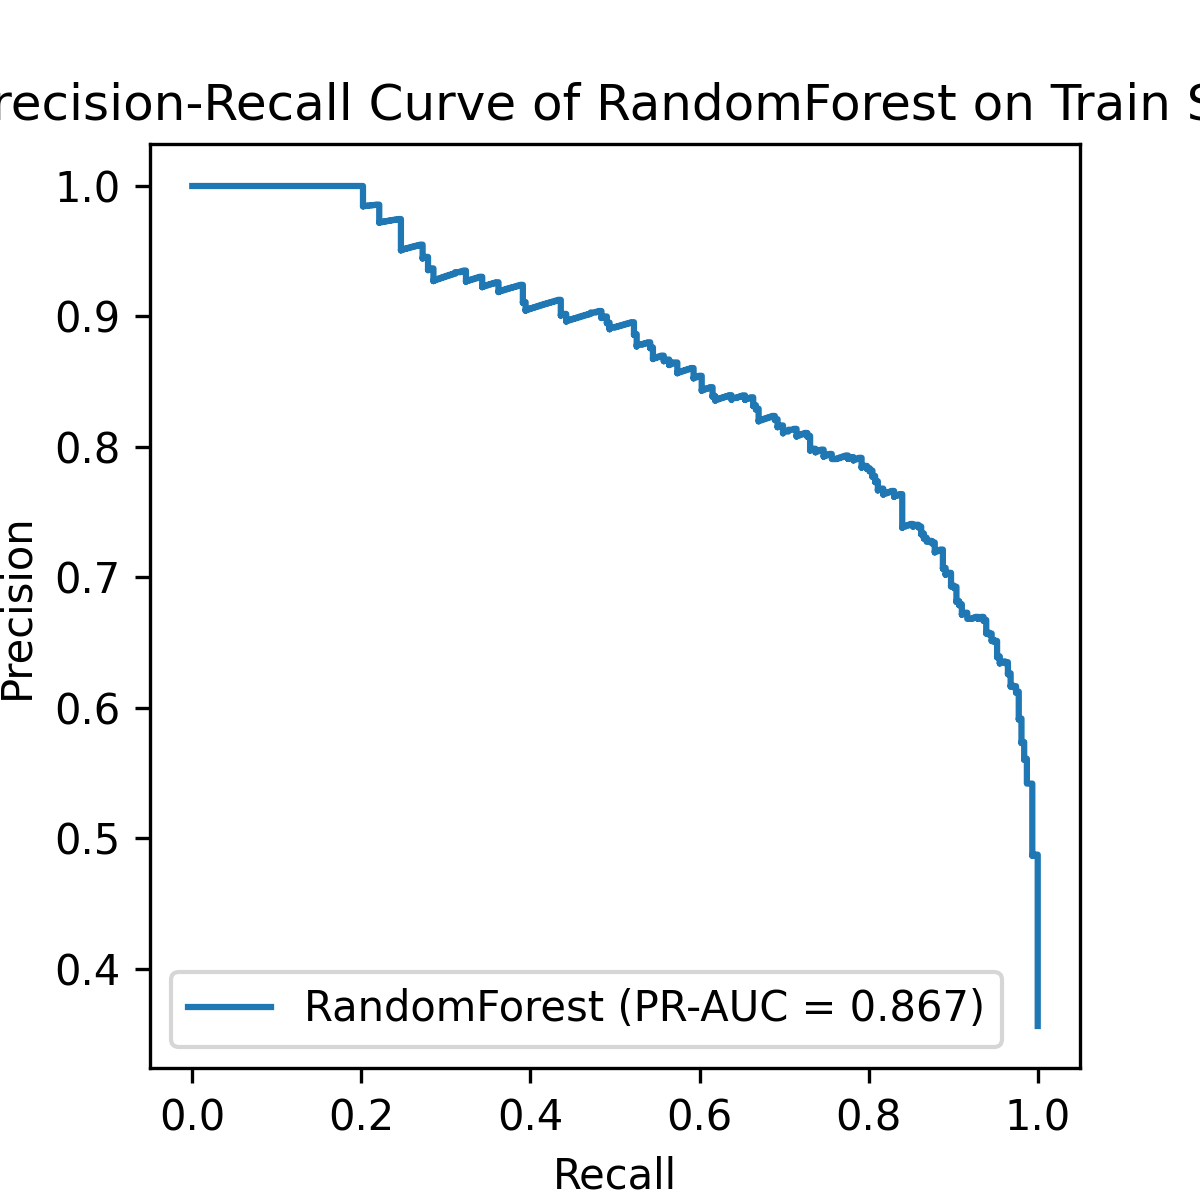 recision-Recall Curve of RandomForest on Train S
1.0
0.9
0.8
0.7
0.6
0.5
0.4
Precision
RandomForest (PR-AUC = 0.867)
0.0 0.2 0.4 0.6 0.8 1.0
Recall